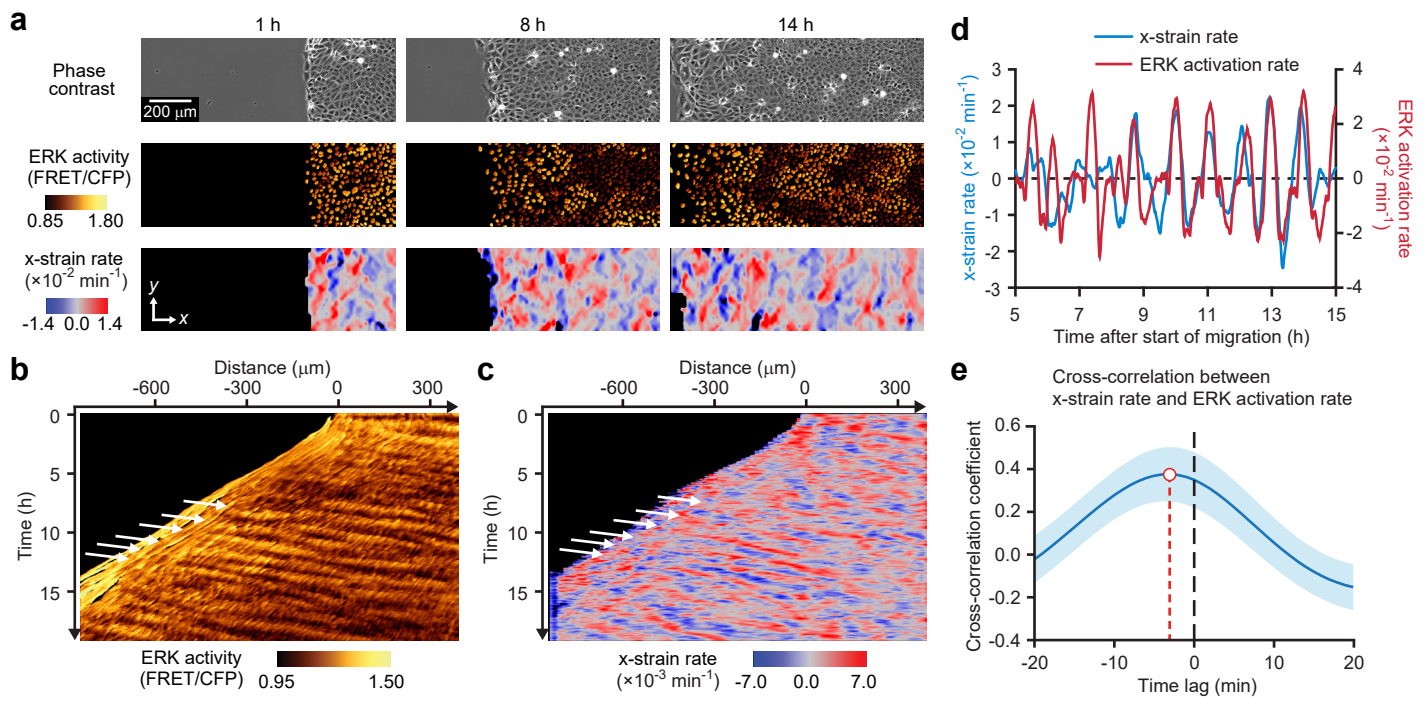 a
1 h
8 h
14 h
Phase
contrast
200 μm
ERK activity
(FRET/CFP)
0.85
1.80
x-strain rate
(×10⁻² min⁻¹)
-1.4
0.0
1.4
y
x
b
Distance (μm)
-600
-300
0
300
Time (h)
0
5
10
15
ERK activity
(FRET/CFP)
0.95
1.50
c
Distance (μm)
-600
-300
0
300
Time (h)
0
5
10
15
x-strain rate
(×10⁻³ min⁻¹)
-7.0
0.0
7.0
d
x-strain rate
ERK activation rate
x-strain rate (×10⁻² min⁻¹)
3
2
1
0
-1
-2
-3
4
2
0
-2
-4
ERK activation rate
(×10⁻² min⁻¹)
5
7
9
11
13
15
Time after start of migration (h)
e
Cross-correlation between
x-strain rate and ERK activation rate
Cross-correlation coefficient
0.6
0.4
0.2
0.0
-0.2
-0.4
-20
-10
0
10
20
Time lag (min)